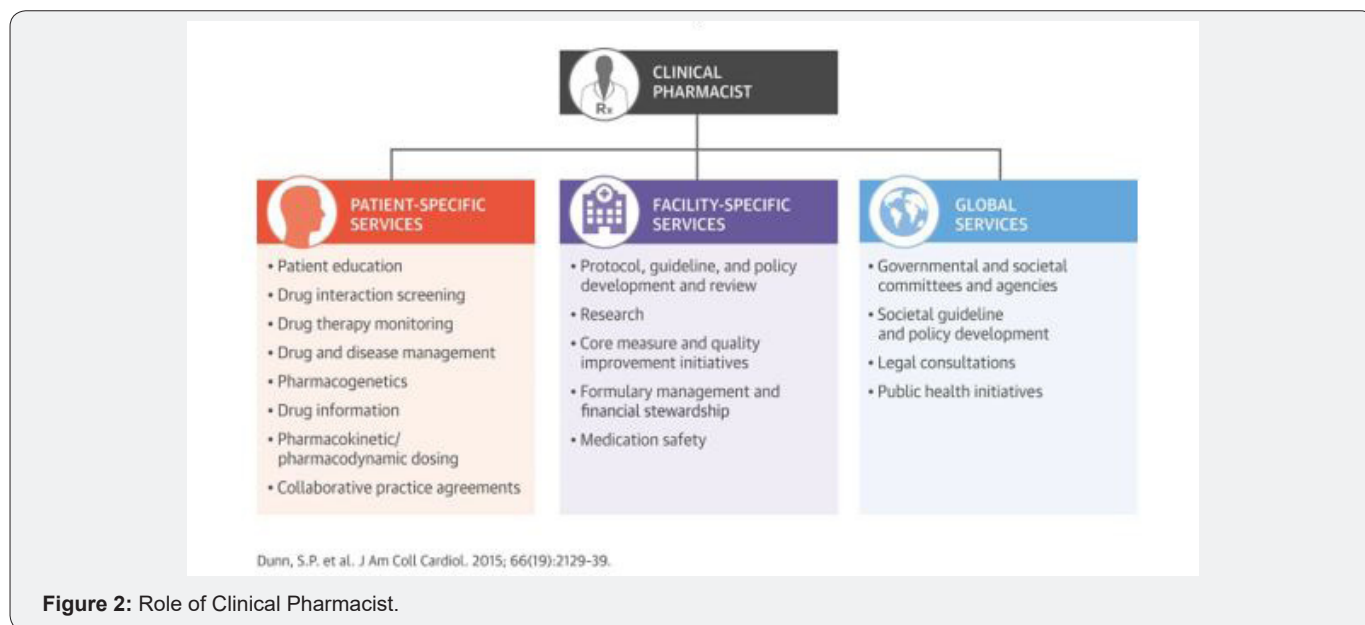 CLINICAL
PHARMACIST
Rx
PATIENT-SPECIFIC
SERVICES
• Patient education
• Drug interaction screening
• Drug therapy monitoring
• Drug and disease management
• Pharmacogenetics
• Drug information
• Pharmacokinetic/
pharmacodynamic dosing
• Collaborative practice agreements
FACILITY-SPECIFIC
SERVICES
• Protocol, guideline, and policy
development and review
• Research
• Core measure and quality
improvement initiatives
• Formulary management and
financial stewardship
• Medication safety
GLOBAL
SERVICES
• Governmental and societal
committees and agencies
• Societal guideline
and policy development
• Legal consultations
• Public health initiatives
Dunn, S.P. et al. J Am Coll Cardiol. 2015; 66(19):2129-39.
Figure 2: Role of Clinical Pharmacist.